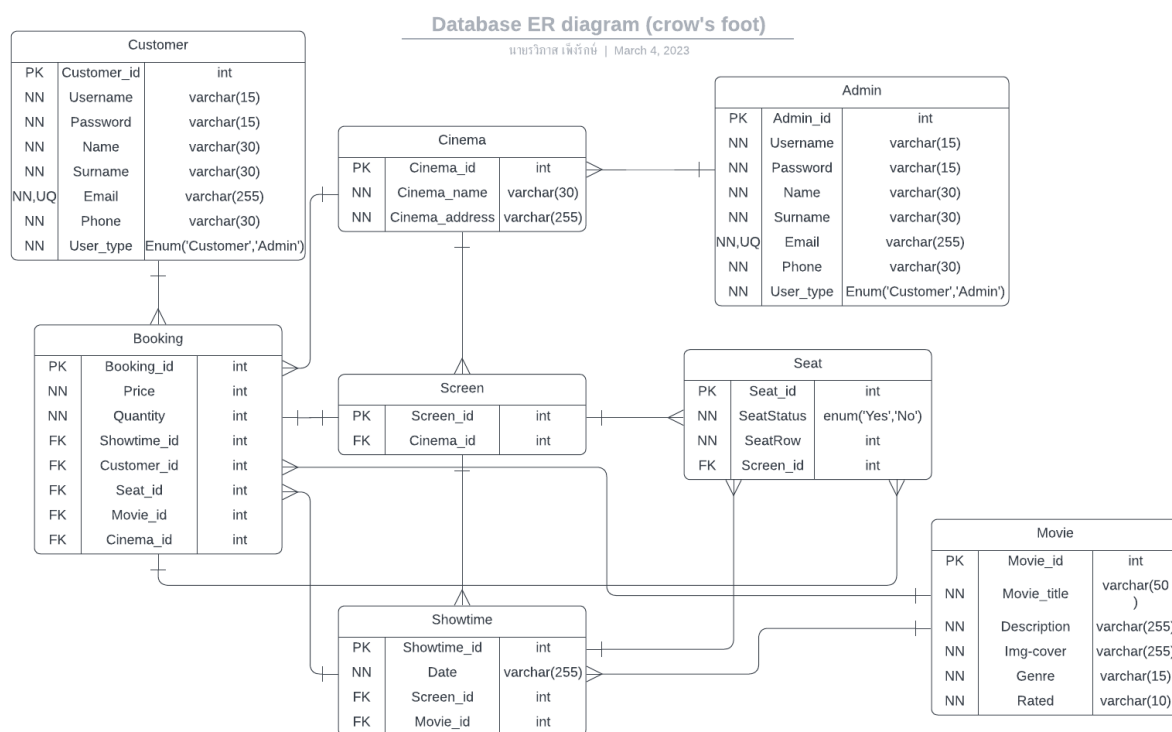 Database ER diagram (crow's foot)
นายรวิภาส เพ็งรักษ์ | March 4, 2023
Customer
PK Customer_id int
NN Username varchar(15)
NN Password varchar(15)
NN Name varchar(30)
NN Surname varchar(30)
NN,UQ Email varchar(255)
NN Phone varchar(30)
NN User_type Enum('Customer','Admin')
Cinema
PK Cinema_id int
NN Cinema_name varchar(30)
NN Cinema_address varchar(255)
Admin
PK Admin_id int
NN Username varchar(15)
NN Password varchar(15)
NN Name varchar(30)
NN Surname varchar(30)
NN,UQ Email varchar(255)
NN Phone varchar(30)
NN User_type Enum('Customer','Admin')
Booking
PK Booking_id int
NN Price int
NN Quantity int
FK Showtime_id int
FK Customer_id int
FK Seat_id int
FK Movie_id int
FK Cinema_id int
Screen
PK Screen_id int
FK Cinema_id int
Seat
PK Seat_id int
NN SeatStatus enum('Yes','No')
NN SeatRow int
FK Screen_id int
Showtime
PK Showtime_id int
NN Date varchar(255)
FK Screen_id int
FK Movie_id int
Movie
PK Movie_id int
NN Movie_title varchar(50
)
NN Description varchar(255)
NN Img-cover varchar(255)
NN Genre varchar(15)
NN Rated varchar(10)